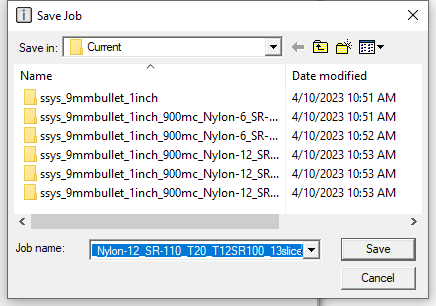 Save Job
Save in: Current
Name Date modified
ssys_9mmbullet_1inch 4/10/2023 10:51 AM
ssys_9mmbullet_1inch_900mc_Nylon-6_SR-... 4/10/2023 10:51 AM
ssys_9mmbullet_1inch_900mc_Nylon-6_SR-... 4/10/2023 10:52 AM
ssys_9mmbullet_1inch_900mc_Nylon-12_SR... 4/10/2023 10:53 AM
ssys_9mmbullet_1inch_900mc_Nylon-12_SR... 4/10/2023 10:53 AM
ssys_9mmbullet_1inch_900mc_Nylon-12_SR... 4/10/2023 10:53 AM
Job name: _Nylon-12_SR-110_T20_T12SR100_13slice Save
Cancel